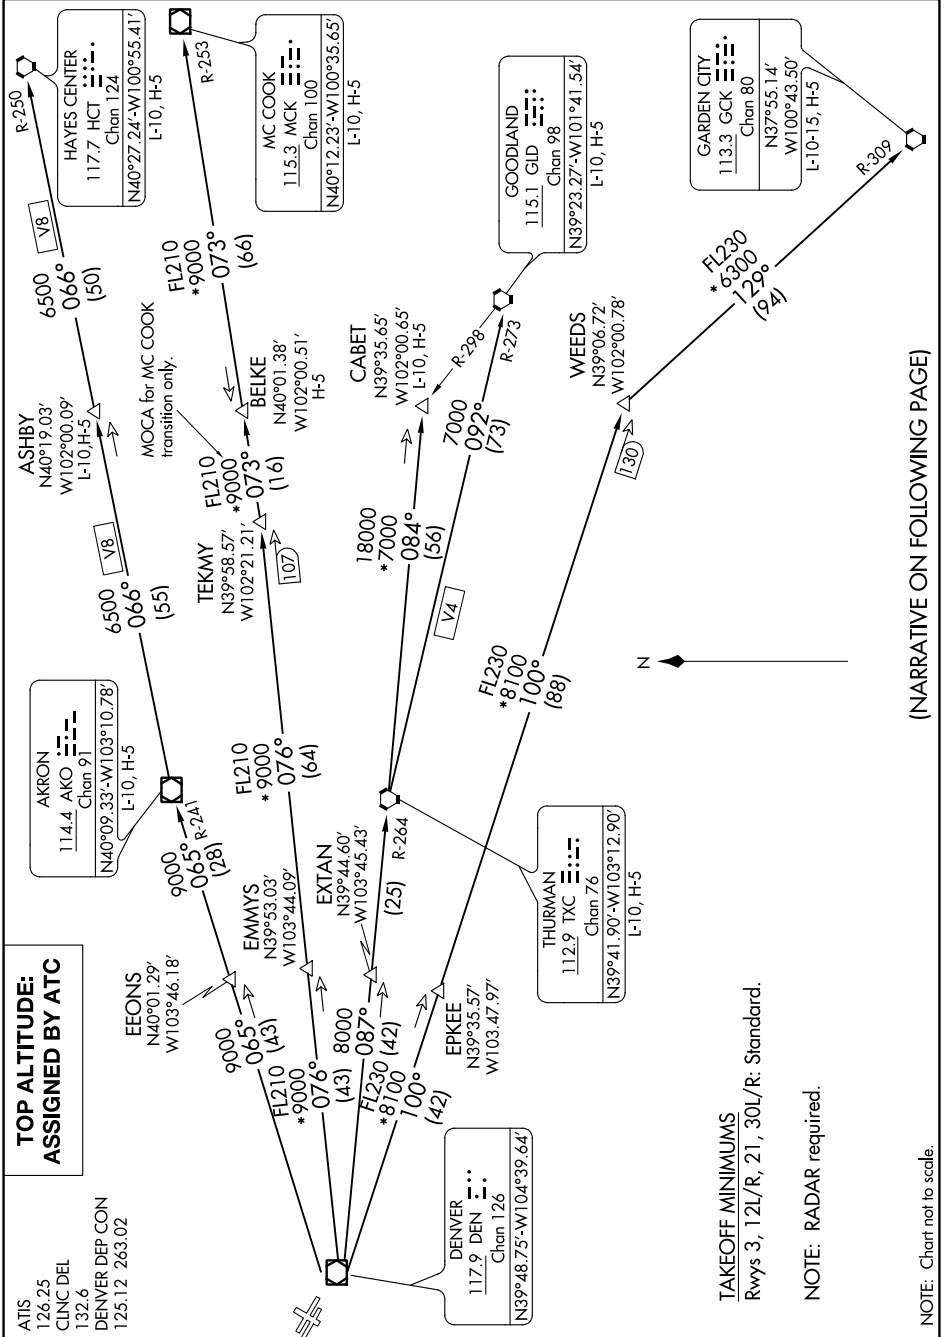 ATIS
126.25
CLNC DEL
132.6
DENVER DEP CON
125.12 263.02
TOP ALTITUDE:
ASSIGNED BY ATC
AKRON
114.4 AKO
Chan 91
N40°09.33'-W103°10.78'
L-10, H-5
ASHBY
N40°19.03'
W102°00.09'
L-10,H-5
HAYES CENTER
117.7 HCT
Chan 124
N40°27.24'-W100°55.41'
L-10, H-5
R-250
6500
066°
(55)
V8
6500
066°
(50)
V8
MC COOK
115.3 MCK
Chan 100
N40°12.23'-W100°35.65'
L-10, H-5
R-253
EEONS
N40°01.29'
W103°46.18'
9000
065°
(43)
9000
065°
(28)
R-241
EMMYS
N39°53.03'
W103°44.09'
FL210
*9000
076°
(43)
FL210
*9000
076°
(64)
TEKMY
N39°58.57'
W102°21.21'
107
FL210
*9000
073°
(16)
MOCA for MC COOK
transition only.
BELKE
N40°01.38'
W102°00.51'
H-5
FL210
*9000
073°
(66)
EXTAN
N39°44.60'
W103°45.43'
8000
087°
(42)
(25)
R-264
18000
*7000
084°
(56)
CABET
N39°35.65'
W102°00.65'
L-10, H-5
R-298
R-273
7000
092°
(73)
V4
GOODLAND
115.1 GLD
Chan 98
N39°23.27'-W101°41.54'
L-10, H-5
EPKEE
N39°35.57'
W103.47.97'
FL230
*8100
100°
(42)
FL230
*8100
100°
(88)
130
WEEDS
N39°06.72'
W102°00.78'
FL230
*6300
129°
(94)
R-309
GARDEN CITY
113.3 GCK
Chan 80
N37°55.14'
W100°43.50'
L-10-15, H-5
THURMAN
112.9 TXC
Chan 76
N39°41.90'-W103°12.90'
L-10, H-5
DENVER
117.9 DEN
Chan 126
N39°48.75'-W104°39.64'
N
TAKEOFF MINIMUMS
Rwys 3, 12L/R, 21, 30L/R: Standard.
NOTE: RADAR required.
(NARRATIVE ON FOLLOWING PAGE)
NOTE: Chart not to scale.